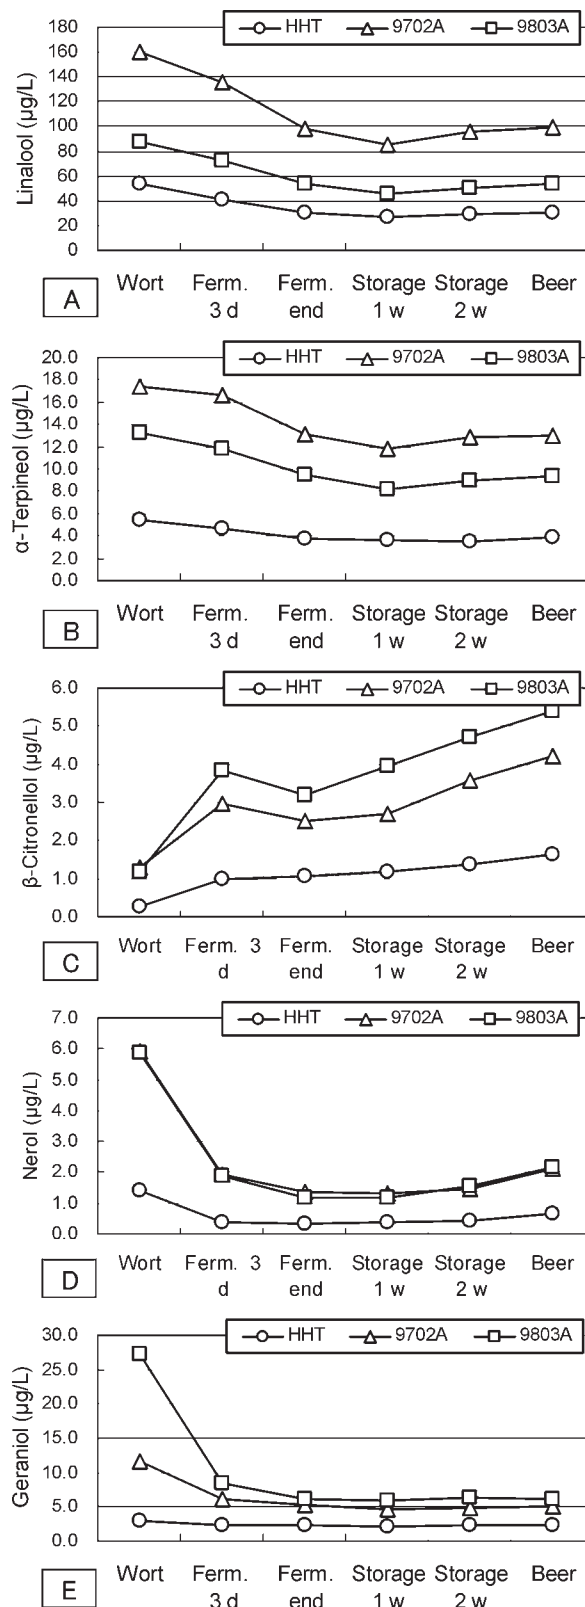 HHT 9702A 9803A
Linalool (µg/L)
180
160
140
120
100
80
60
40
20
0
Wort Ferm. 3 d Ferm. end Storage 1 w Storage 2 w Beer
A
HHT 9702A 9803A
α-Terpineol (µg/L)
20.0
18.0
16.0
14.0
12.0
10.0
8.0
6.0
4.0
2.0
0.0
Wort Ferm. 3 d Ferm. end Storage 1 w Storage 2 w Beer
B
HHT 9702A 9803A
β-Citronellol (µg/L)
6.0
5.0
4.0
3.0
2.0
1.0
0.0
Wort Ferm. 3 d Ferm. end Storage 1 w Storage 2 w Beer
C
HHT 9702A 9803A
Nerol (µg/L)
7.0
6.0
5.0
4.0
3.0
2.0
1.0
0.0
Wort Ferm. 3 d Ferm. end Storage 1 w Storage 2 w Beer
D
HHT 9702A 9803A
Geraniol (µg/L)
30.0
25.0
20.0
15.0
10.0
5.0
0.0
Wort Ferm. 3 d Ferm. end Storage 1 w Storage 2 w Beer
E